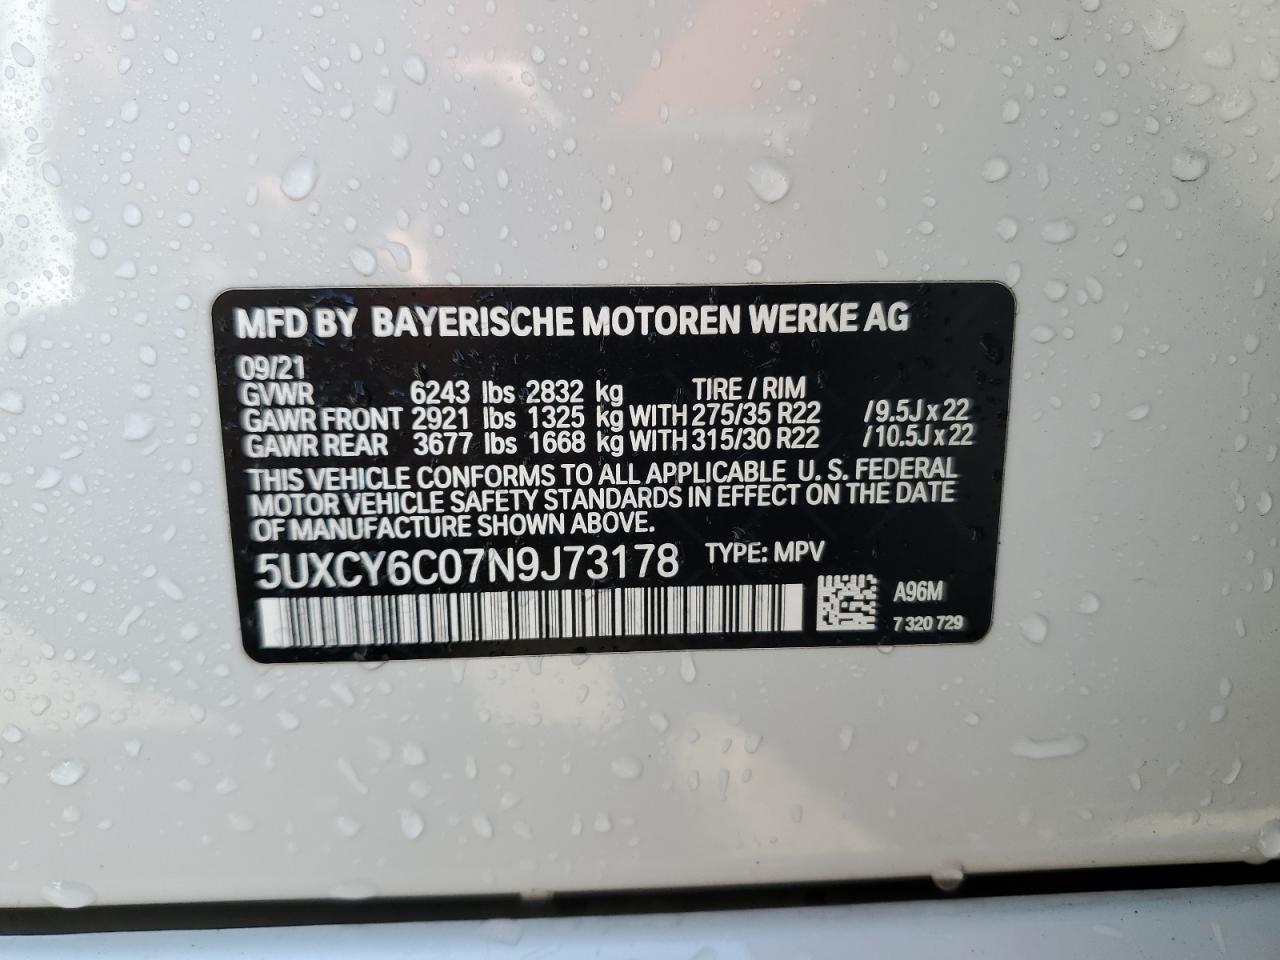 MFD BY BAYERISCHE MOTOREN WERKE AG
09/21
GVWR 6243 lbs 2832 kg TIRE / RIM
GAWR FRONT 2921 lbs 1325 kg WITH 275/35 R22 /9.5J x 22
GAWR REAR 3677 lbs 1668 kg WITH 315/30 R22 /10.5J x 22
THIS VEHICLE CONFORMS TO ALL APPLICABLE U. S. FEDERAL
MOTOR VEHICLE SAFETY STANDARDS IN EFFECT ON THE DATE
OF MANUFACTURE SHOWN ABOVE.
5UXCY6C07N9J73178 TYPE: MPV
A96M
7 320 729